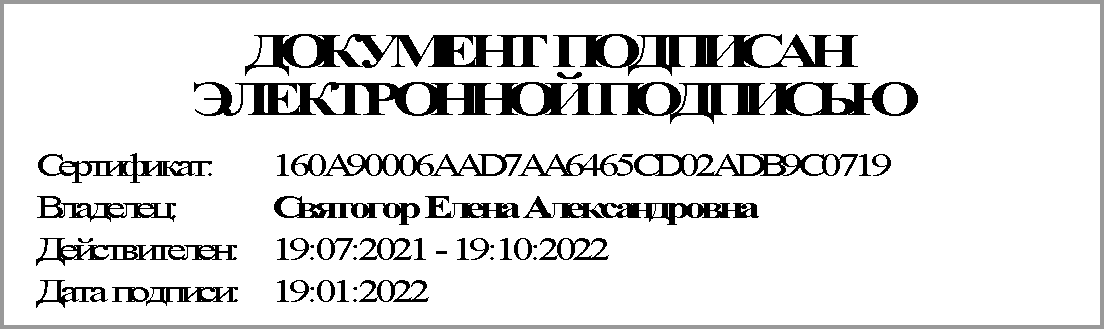 ДОКУМЕНТ ПОДПИСАН
ЭЛЕКТРОННОЙ ПОДПИСЬЮ
Сертификат: 160A90006AAD7AA6465CD02ADB9C0719
Владелец: Святогор Елена Александровна
Действителен: 19:07:2021 - 19:10:2022
Дата подписи: 19:01:2022